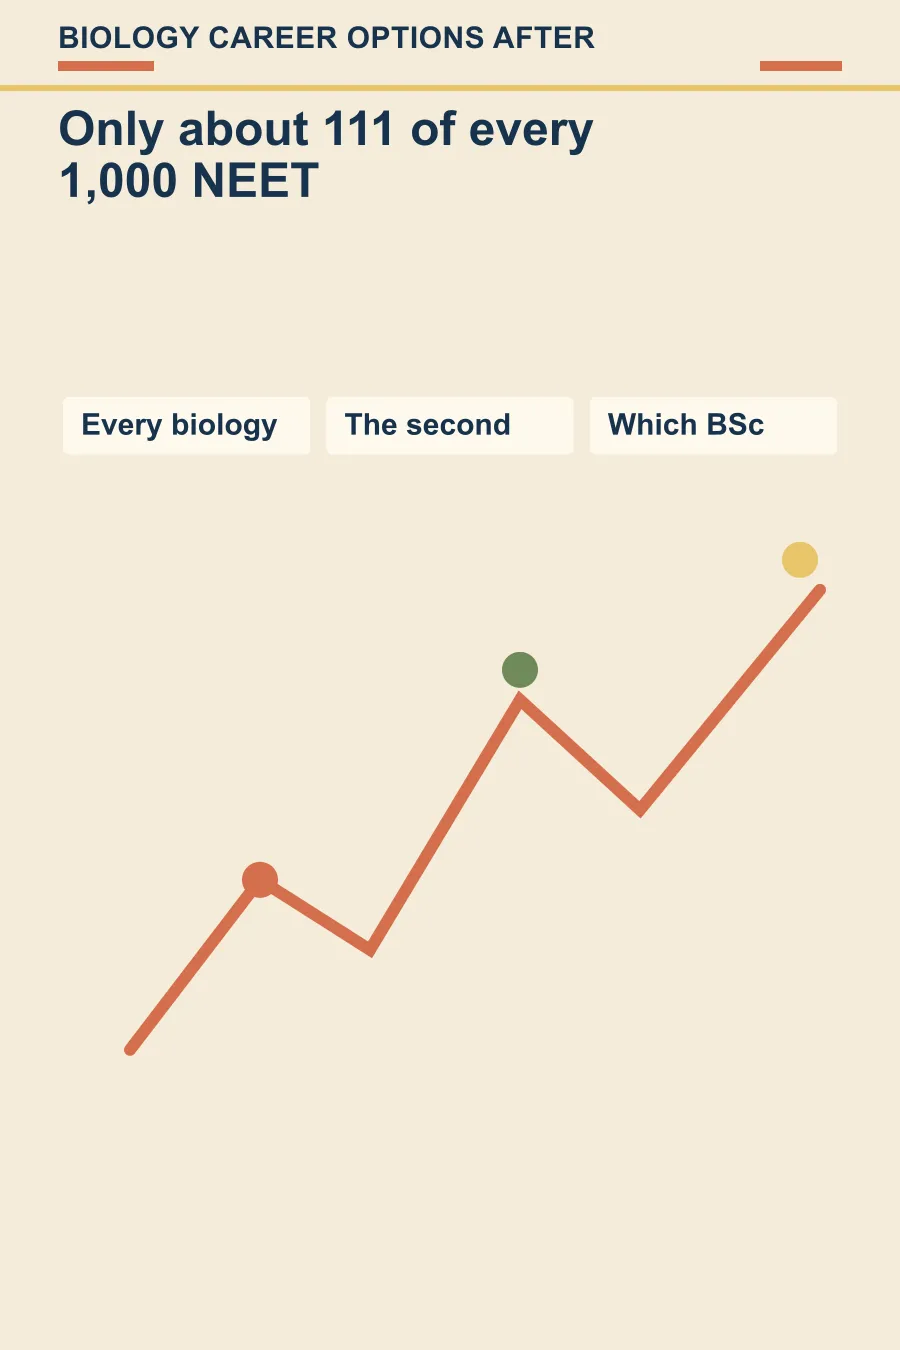 BIOLOGY CAREER OPTIONS AFTER
Only about 111 of every
1,000 NEET
Every biology
The second
Which BSc